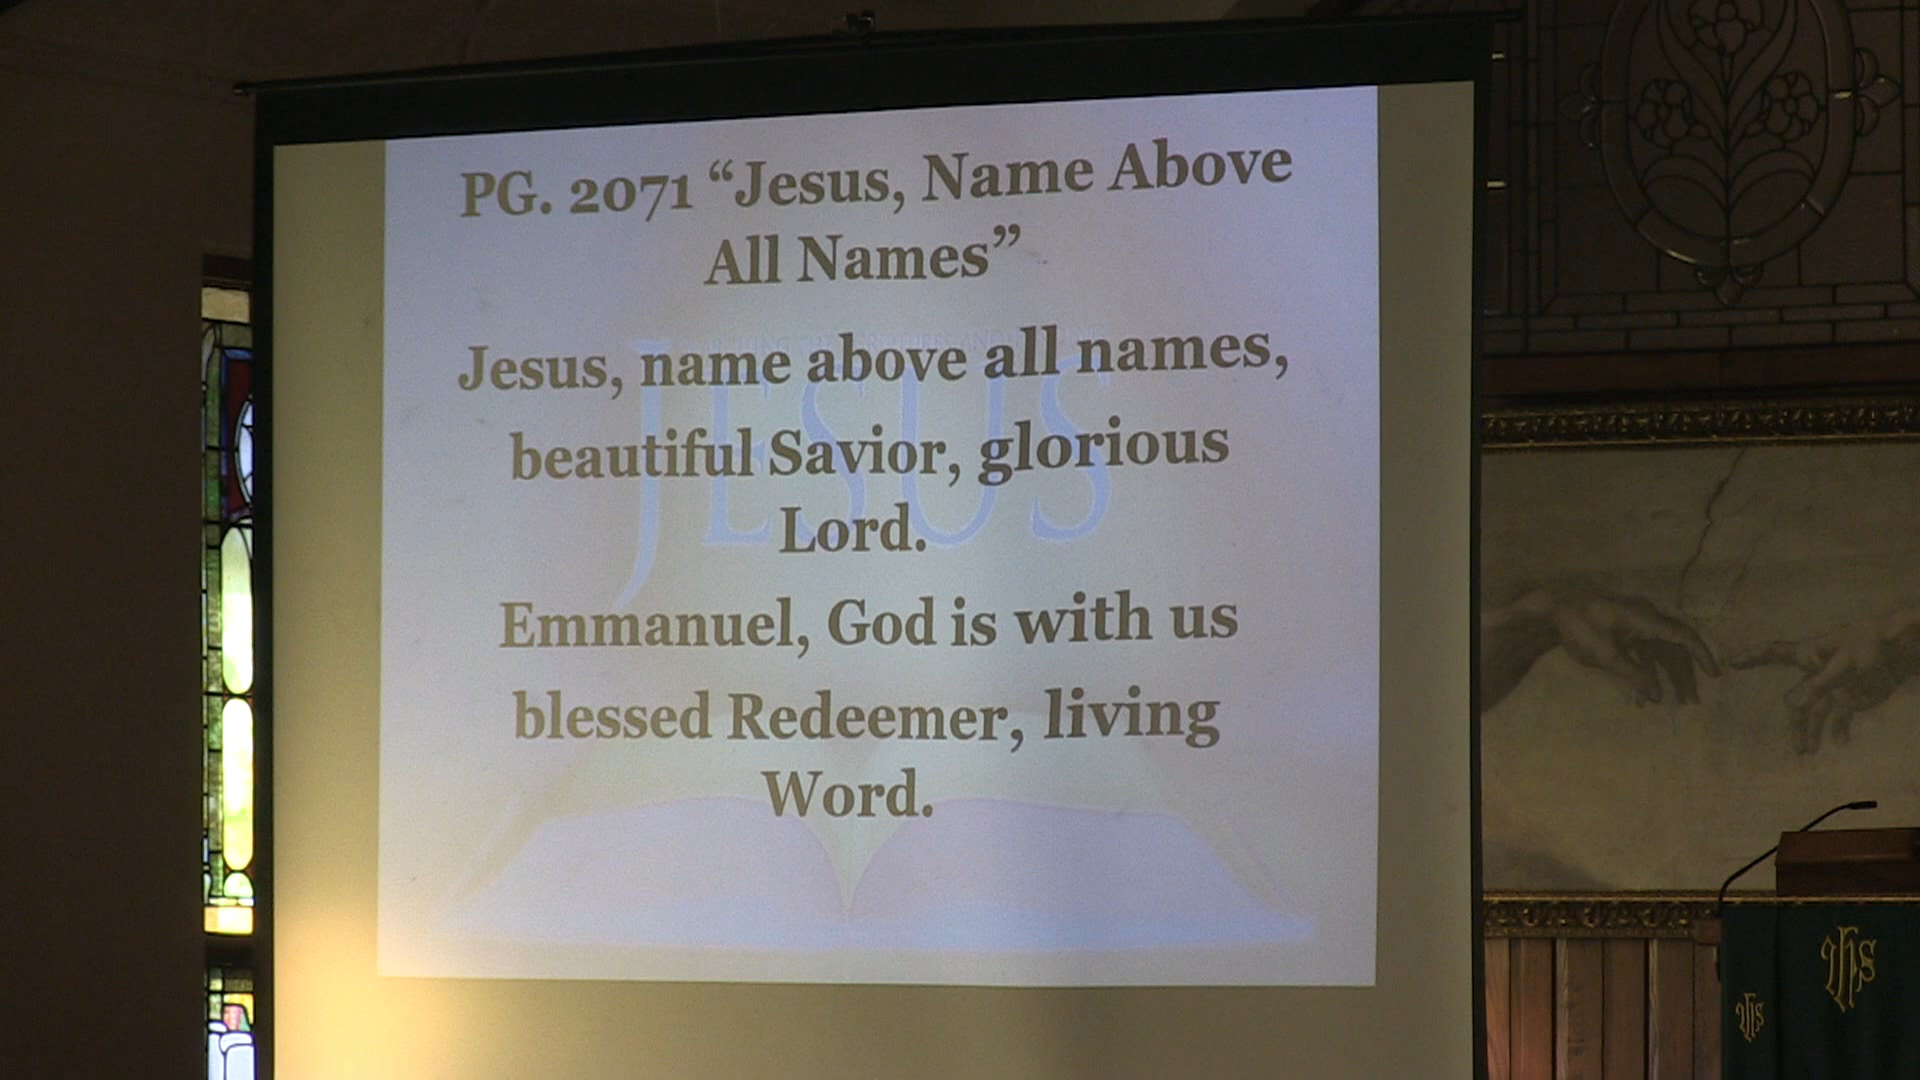 PG. 2071 “Jesus, Name Above
All Names”
Jesus, name above all names,
beautiful Savior, glorious
Lord.
Emmanuel, God is with us
blessed Redeemer, living
Word.
JESUS
IHS
IHS